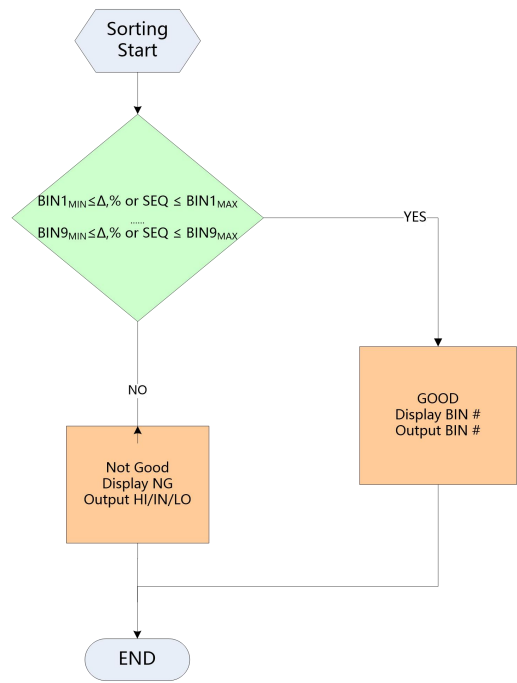 Sorting
Start
BIN1MIN≤Δ,% or SEQ ≤ BIN1MAX
......
BIN9MIN≤Δ,% or SEQ ≤ BIN9MAX
YES
NO
GOOD
Display BIN #
Output BIN #
Not Good
Display NG
Output HI/IN/LO
END